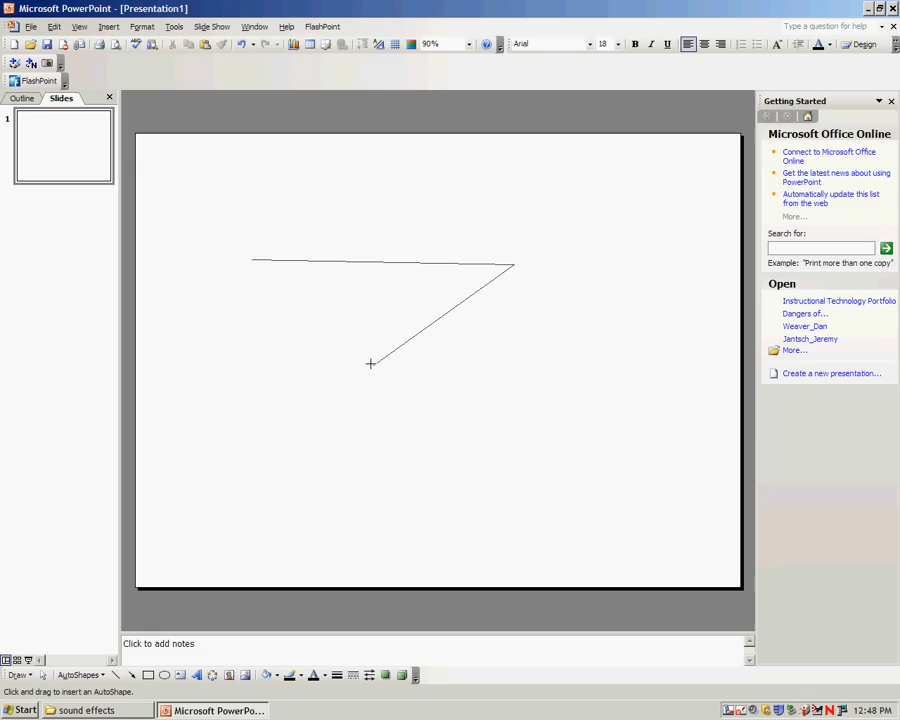 Microsoft PowerPoint - [Presentation1]
File Edit View Insert Format Tools Slide Show Window Help FlashPoint
Type a question for help
90% Arial 18 B I U Design
FlashPoint
Outline Slides
1
Getting Started
Microsoft Office Online
Connect to Microsoft Office
Online
Get the latest news about using
PowerPoint
Automatically update this list
from the web
More...
Search for:
Example: "Print more than one copy"
Open
Instructional Technology Portfolio
Dangers of...
Weaver_Dan
Jantsch_Jeremy
More...
Create a new presentation...
Click to add notes
Draw AutoShapes
Click and drag to insert an AutoShape.
Start sound effects Microsoft PowerPo... 12:48 PM